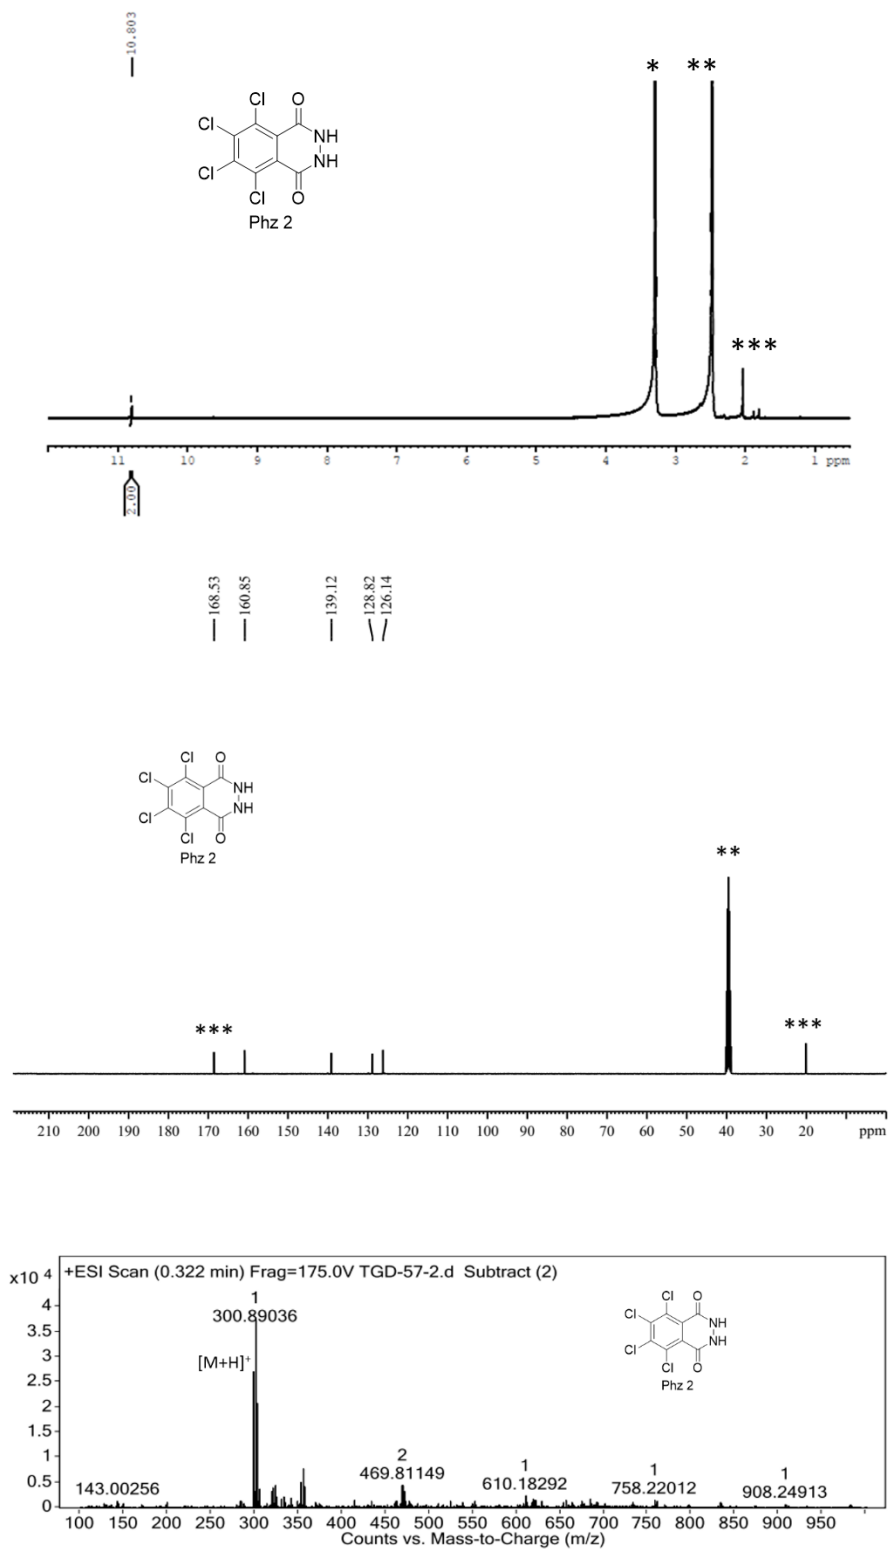 10.803
* **
Cl O
Cl NH
Cl NH
Cl O
Phz 2
***
11 10 9 8 7 6 5 4 3 2 1 ppm
2.00
168.53 160.85 139.12 128.82 126.14
Cl O
Cl NH
Cl NH
Cl O
Phz 2
**
*** ***
210 200 190 180 170 160 150 140 130 120 110 100 90 80 70 60 50 40 30 20 ppm
x10 4 +ESI Scan (0.322 min) Frag=175.0V TGD-57-2.d Subtract (2)
4
3.5
3
2.5
2
1.5
1
0.5
0
1
300.89036
[M+H]+
Cl O
Cl NH
Cl NH
Cl O
Phz 2
143.00256
2
469.81149
1
610.18292
1
758.22012
1
908.24913
100 150 200 250 300 350 400 450 500 550 600 650 700 750 800 850 900 950
Counts vs. Mass-to-Charge (m/z)